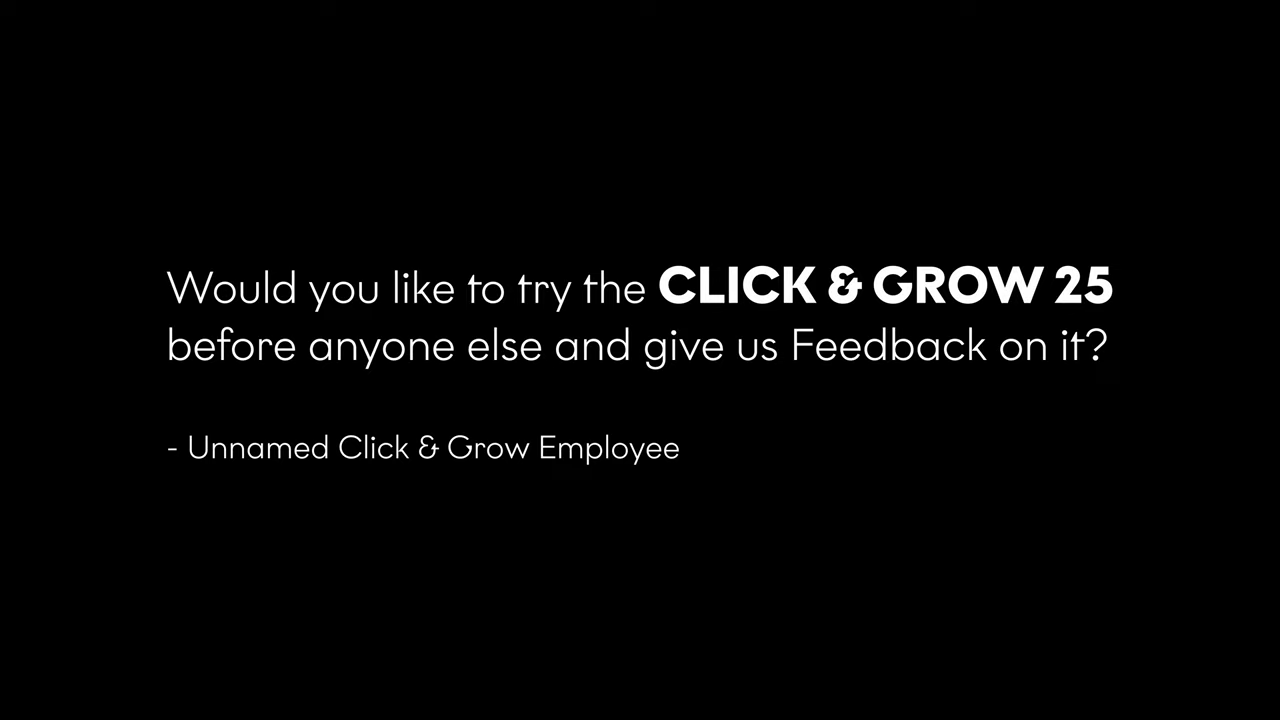 Would you like to try the CLICK & GROW 25
before anyone else and give us Feedback on it?
- Unnamed Click & Grow Employee